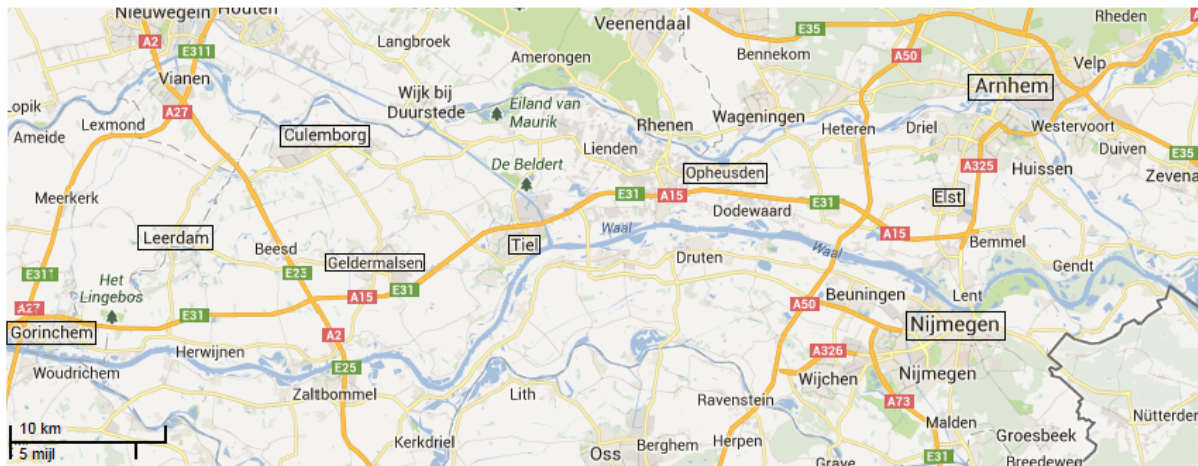 Nieuwegein
Houten
Veenendaal
E35
Rheden
A2
E311
Langbroek
Amerongen
Bennekom
A50
Velp
Vianen
Arnhem
Wijk bij
Duurstede
Eiland van
Maurik
Lopik
A27
Lexmond
Ameide
Culemborg
Rhenen
Wageningen
Heteren
Driel
Westervoort
Lienden
Duiven
E35
De Beldert
A325
Huissen
Opheusden
Zevena
Meerkerk
E31
A15
Elst
E31
Dodewaard
Leerdam
Waal
A15
Bemmel
Beesd
Tiel
Waal
Druten
Geldermalsen
E311
E23
Gendt
Het
Lingebos
A15
E31
Beuningen
Lent
A27
E31
A50
Gorinchem
A2
Nijmegen
Herwijnen
A326
E25
Woudrichem
Wijchen
Nijmegen
Zaltbommel
Lith
Ravenstein
A73
Nütterden
Malden
10 km
Kerkdriel
Berghem
Herpen
Groesbeek
5 mijl
Oss
E31
Grave
Breedeweg